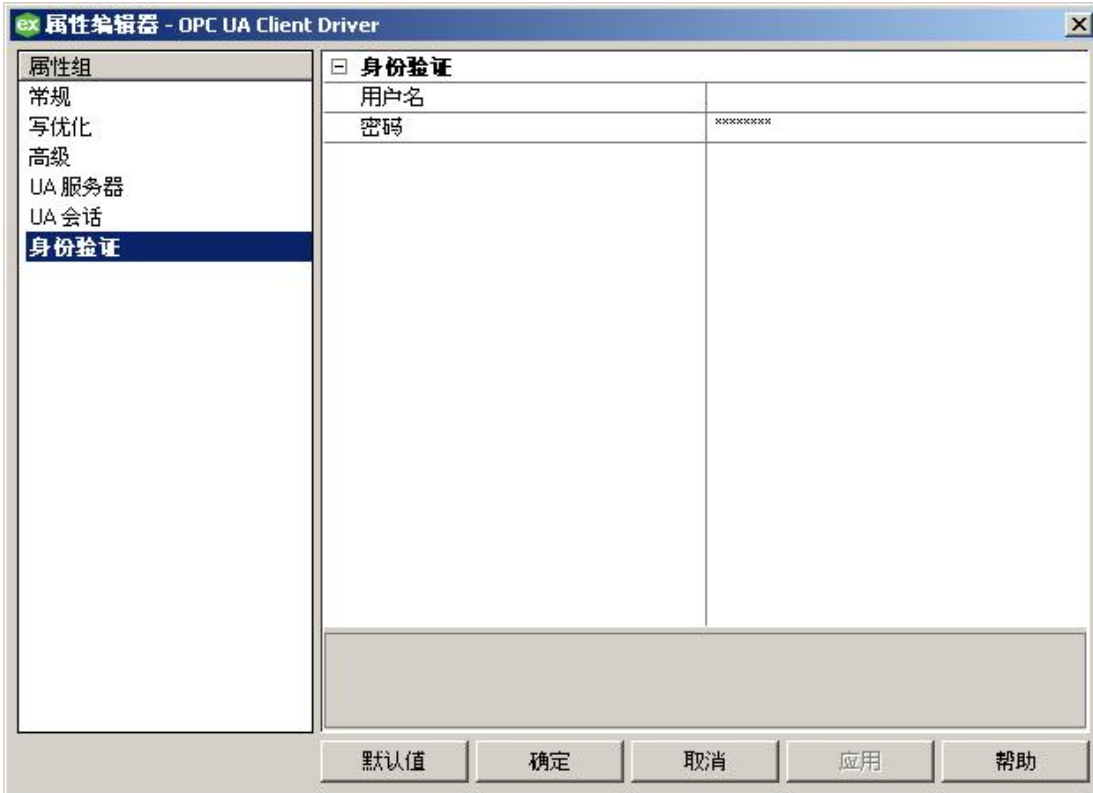 ex 属性编辑器 - OPC UA Client Driver
属性组
常规
写优化
高级
UA 服务器
UA 会话
身份验证
身份验证
用户名
密码 ********
默认值 确定 取消 应用 帮助